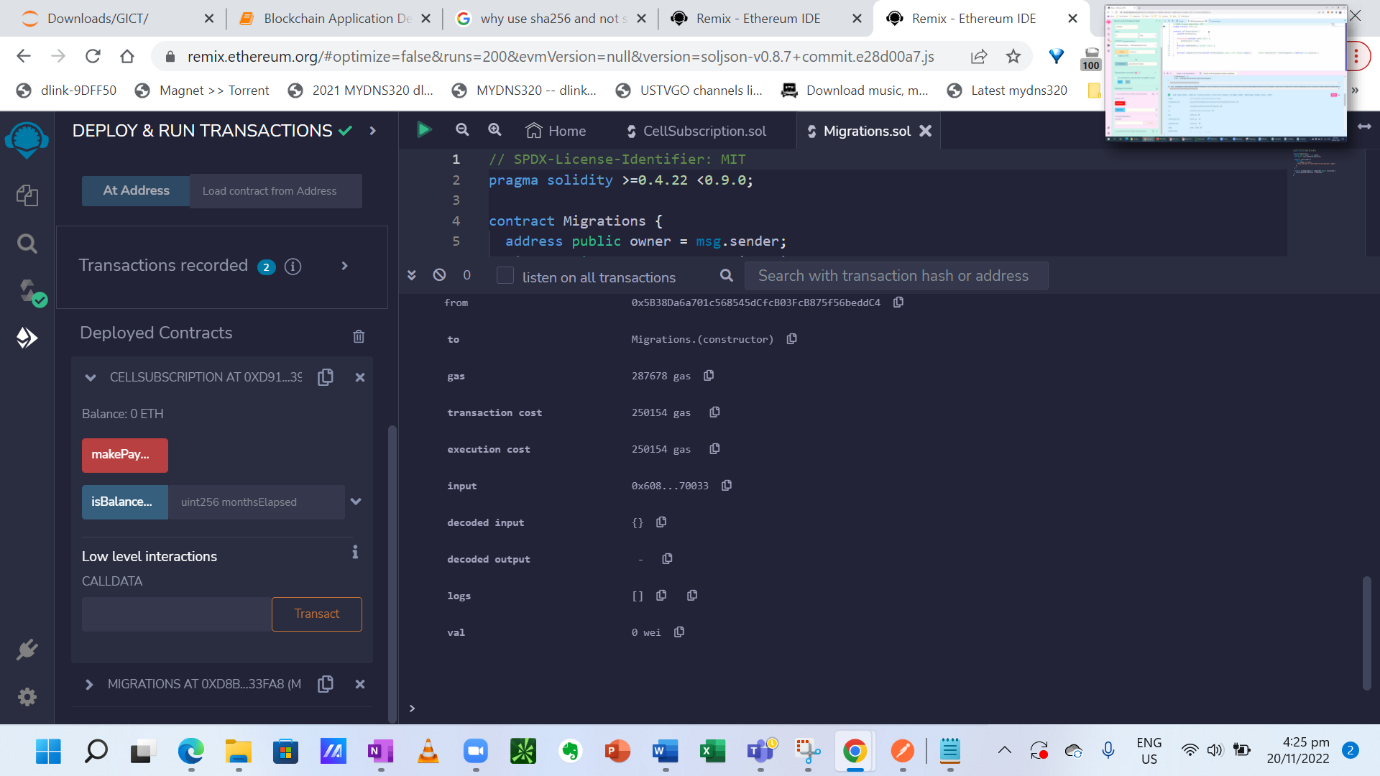 Downloads/GICT/
Blockchain Application D
why use sha256 and not s
Remix - Ethereum IDE
Remix - Ethereum IDE
remix.ethereum.org/#optimize=false&runs=200&evmVersion=null&version=soljson-v0.8.7+commit.e28d00a7.js
100
dlink-9DFF50
Magnet >> Torrent
2021 MYDNS320 d...
MYDNS320 -- dlink...
USTVGO channels li...
Download music, m...
Latest mydns320
»
DEPLOY & RUN TRANSACTIONS
Home
CellSubscription.sol
Migrations.sol
At Address
Load contract from Address
1 // SPDX-License-Identifier: MIT
2 pragma solidity >=0.4.22 <0.9.0;
3
4 contract Migrations {
5 address public owner = msg.sender;
Transactions recorded 2
0
listen on all transactions
Search with transaction hash or address
from 0x5B38Da6a701c568545dCfcB03FcB875f56beddC4
to Migrations.(constructor)
gas 287678 gas
transaction cost 250154 gas
execution cost 250154 gas
input 0x608...70033
decoded input {}
decoded output -
logs []
val 0 wei
>
Deployed Contracts
CELLSUBSCRIPTION AT 0XD91...39
Balance: 0 ETH
makePay...
isBalance...
uint256 monthsElapsed
Low level interactions
CALLDATA
Transact
MIGRATIONS AT 0XD8B...33FA8 (M
ENG
US
4:25 pm
20/11/2022
2